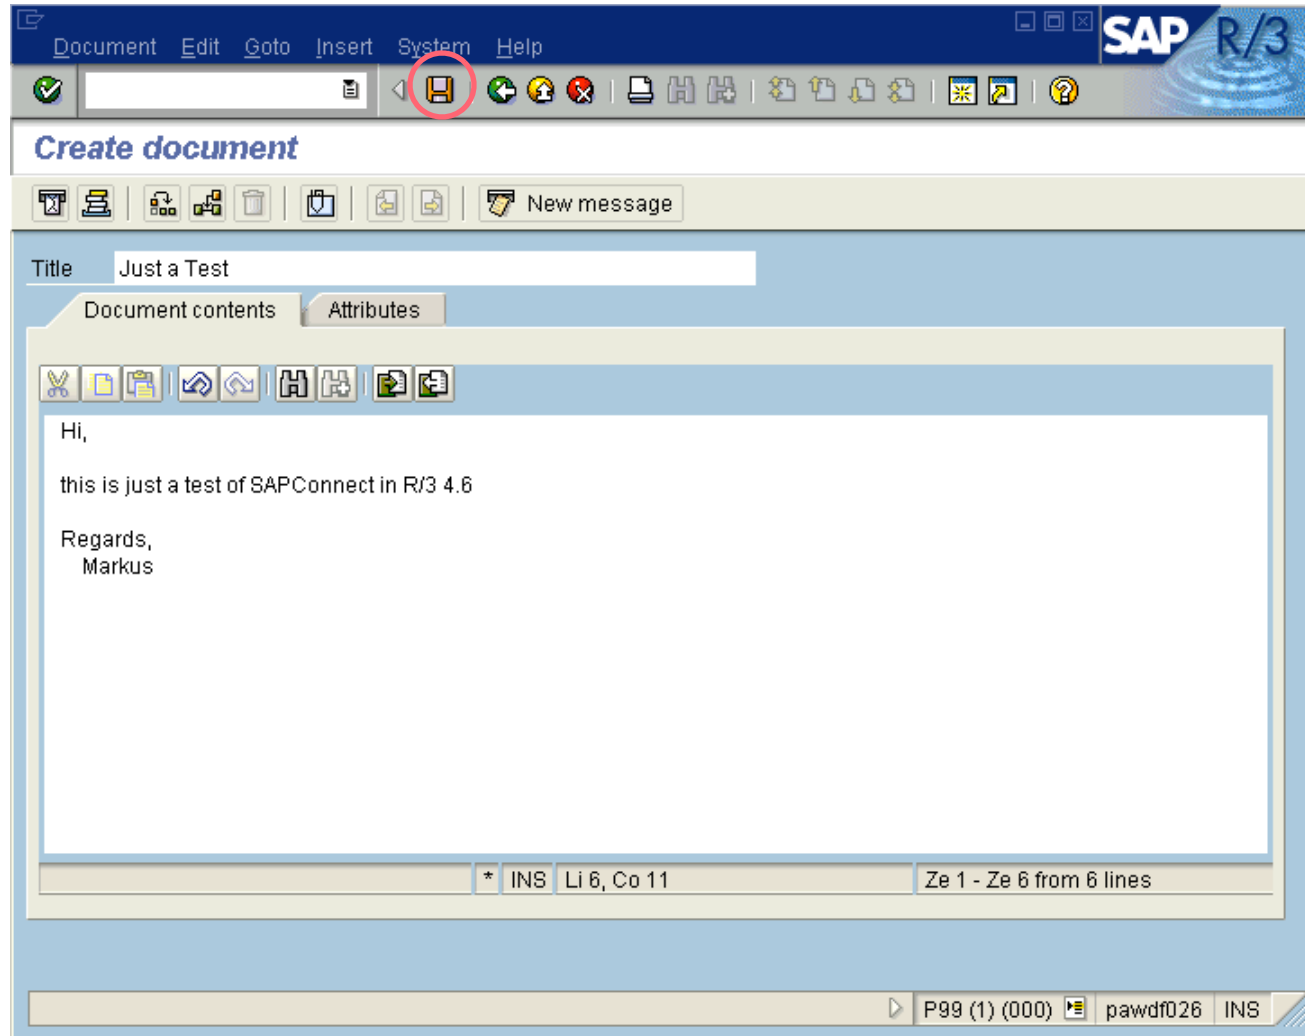 SAP R/3
Document Edit Goto Insert System Help
Create document
New message
Title Just a Test
Document contents Attributes
Hi,
this is just a test of SAPConnect in R/3 4.6
Regards,
Markus
* INS Li 6, Co 11 Ze 1 - Ze 6 from 6 lines
P99 (1) (000) pawdf026 INS